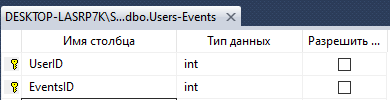 DESKTOP-LASRP7K\S...dbo.Users-Events
Имя столбца Тип данных Разрешить ...
UserID int
EventsID int